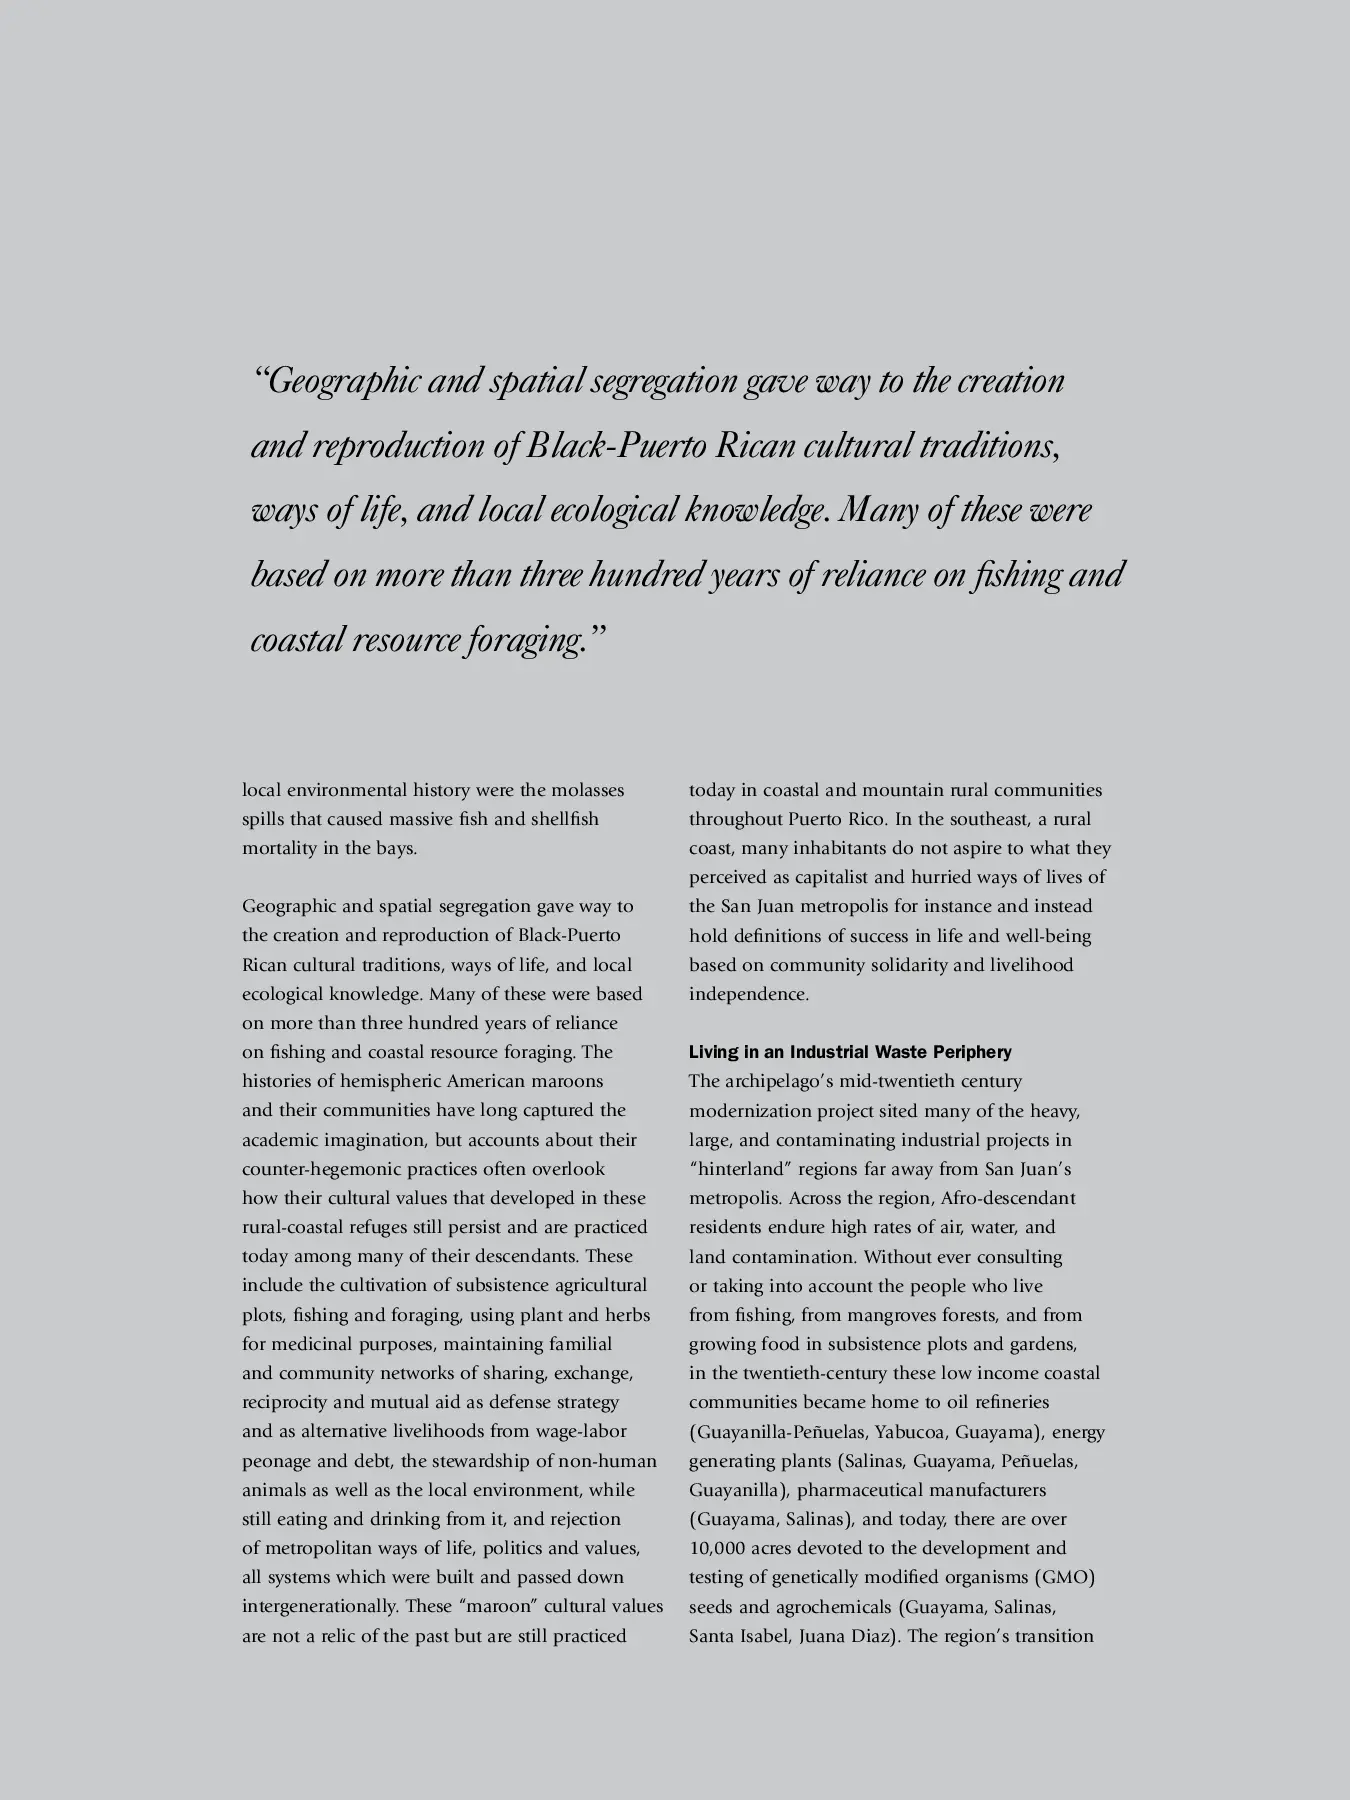 “Geographic and spatial segregation gave way to the creation
and reproduction of Black-Puerto Rican cultural traditions,
ways of life, and local ecological knowledge. Many of these were
based on more than three hundred years of reliance on fishing and
coastal resource foraging.”
local environmental history were the molasses
spills that caused massive fish and shellfish
mortality in the bays.
Geographic and spatial segregation gave way to
the creation and reproduction of Black-Puerto
Rican cultural traditions, ways of life, and local
ecological knowledge. Many of these were based
on more than three hundred years of reliance
on fishing and coastal resource foraging. The
histories of hemispheric American maroons
and their communities have long captured the
academic imagination, but accounts about their
counter-hegemonic practices often overlook
how their cultural values that developed in these
rural-coastal refuges still persist and are practiced
today among many of their descendants. These
include the cultivation of subsistence agricultural
plots, fishing and foraging, using plant and herbs
for medicinal purposes, maintaining familial
and community networks of sharing, exchange,
reciprocity and mutual aid as defense strategy
and as alternative livelihoods from wage-labor
peonage and debt, the stewardship of non-human
animals as well as the local environment, while
still eating and drinking from it, and rejection
of metropolitan ways of life, politics and values,
all systems which were built and passed down
intergenerationally. These “maroon” cultural values
are not a relic of the past but are still practiced
today in coastal and mountain rural communities
throughout Puerto Rico. In the southeast, a rural
coast, many inhabitants do not aspire to what they
perceived as capitalist and hurried ways of lives of
the San Juan metropolis for instance and instead
hold definitions of success in life and well-being
based on community solidarity and livelihood
independence.
Living in an Industrial Waste Periphery
The archipelago’s mid-twentieth century
modernization project sited many of the heavy,
large, and contaminating industrial projects in
“hinterland” regions far away from San Juan’s
metropolis. Across the region, Afro-descendant
residents endure high rates of air, water, and
land contamination. Without ever consulting
or taking into account the people who live
from fishing, from mangroves forests, and from
growing food in subsistence plots and gardens,
in the twentieth-century these low income coastal
communities became home to oil refineries
(Guayanilla-Peñuelas, Yabucoa, Guayama), energy
generating plants (Salinas, Guayama, Peñuelas,
Guayanilla), pharmaceutical manufacturers
(Guayama, Salinas), and today, there are over
10,000 acres devoted to the development and
testing of genetically modified organisms (GMO)
seeds and agrochemicals (Guayama, Salinas,
Santa Isabel, Juana Diaz). The region’s transition